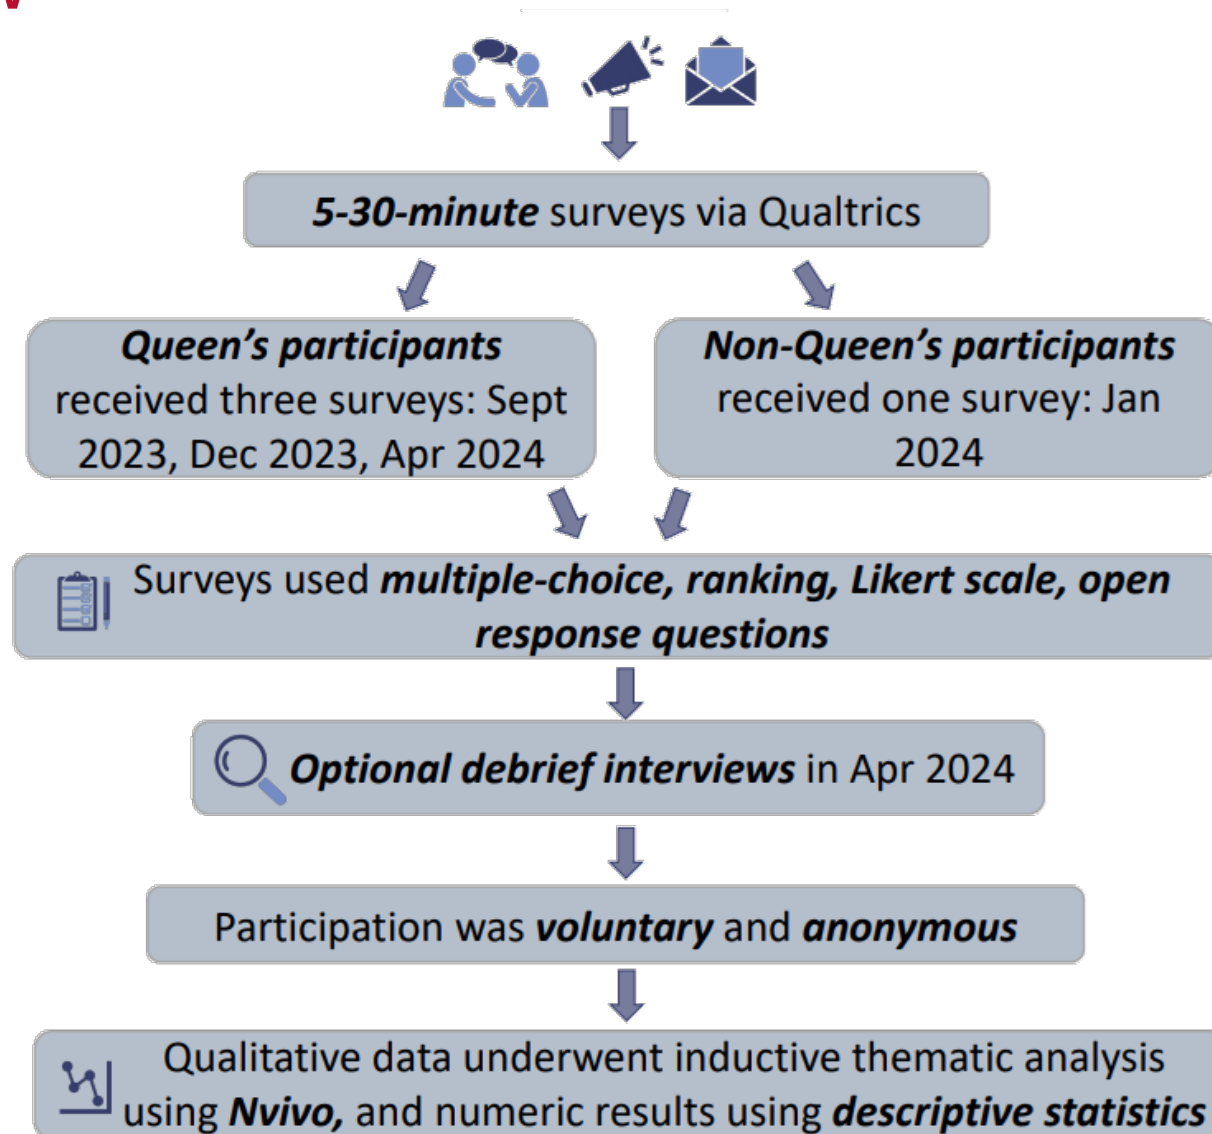 5-30-minute surveys via Qualtrics
Queen's participants
received three surveys: Sept
2023, Dec 2023, Apr 2024
Non-Queen's participants
received one survey: Jan
2024
Surveys used multiple-choice, ranking, Likert scale, open
response questions
Optional debrief interviews in Apr 2024
Participation was voluntary and anonymous
Qualitative data underwent inductive thematic analysis
using Nvivo, and numeric results using descriptive statistics